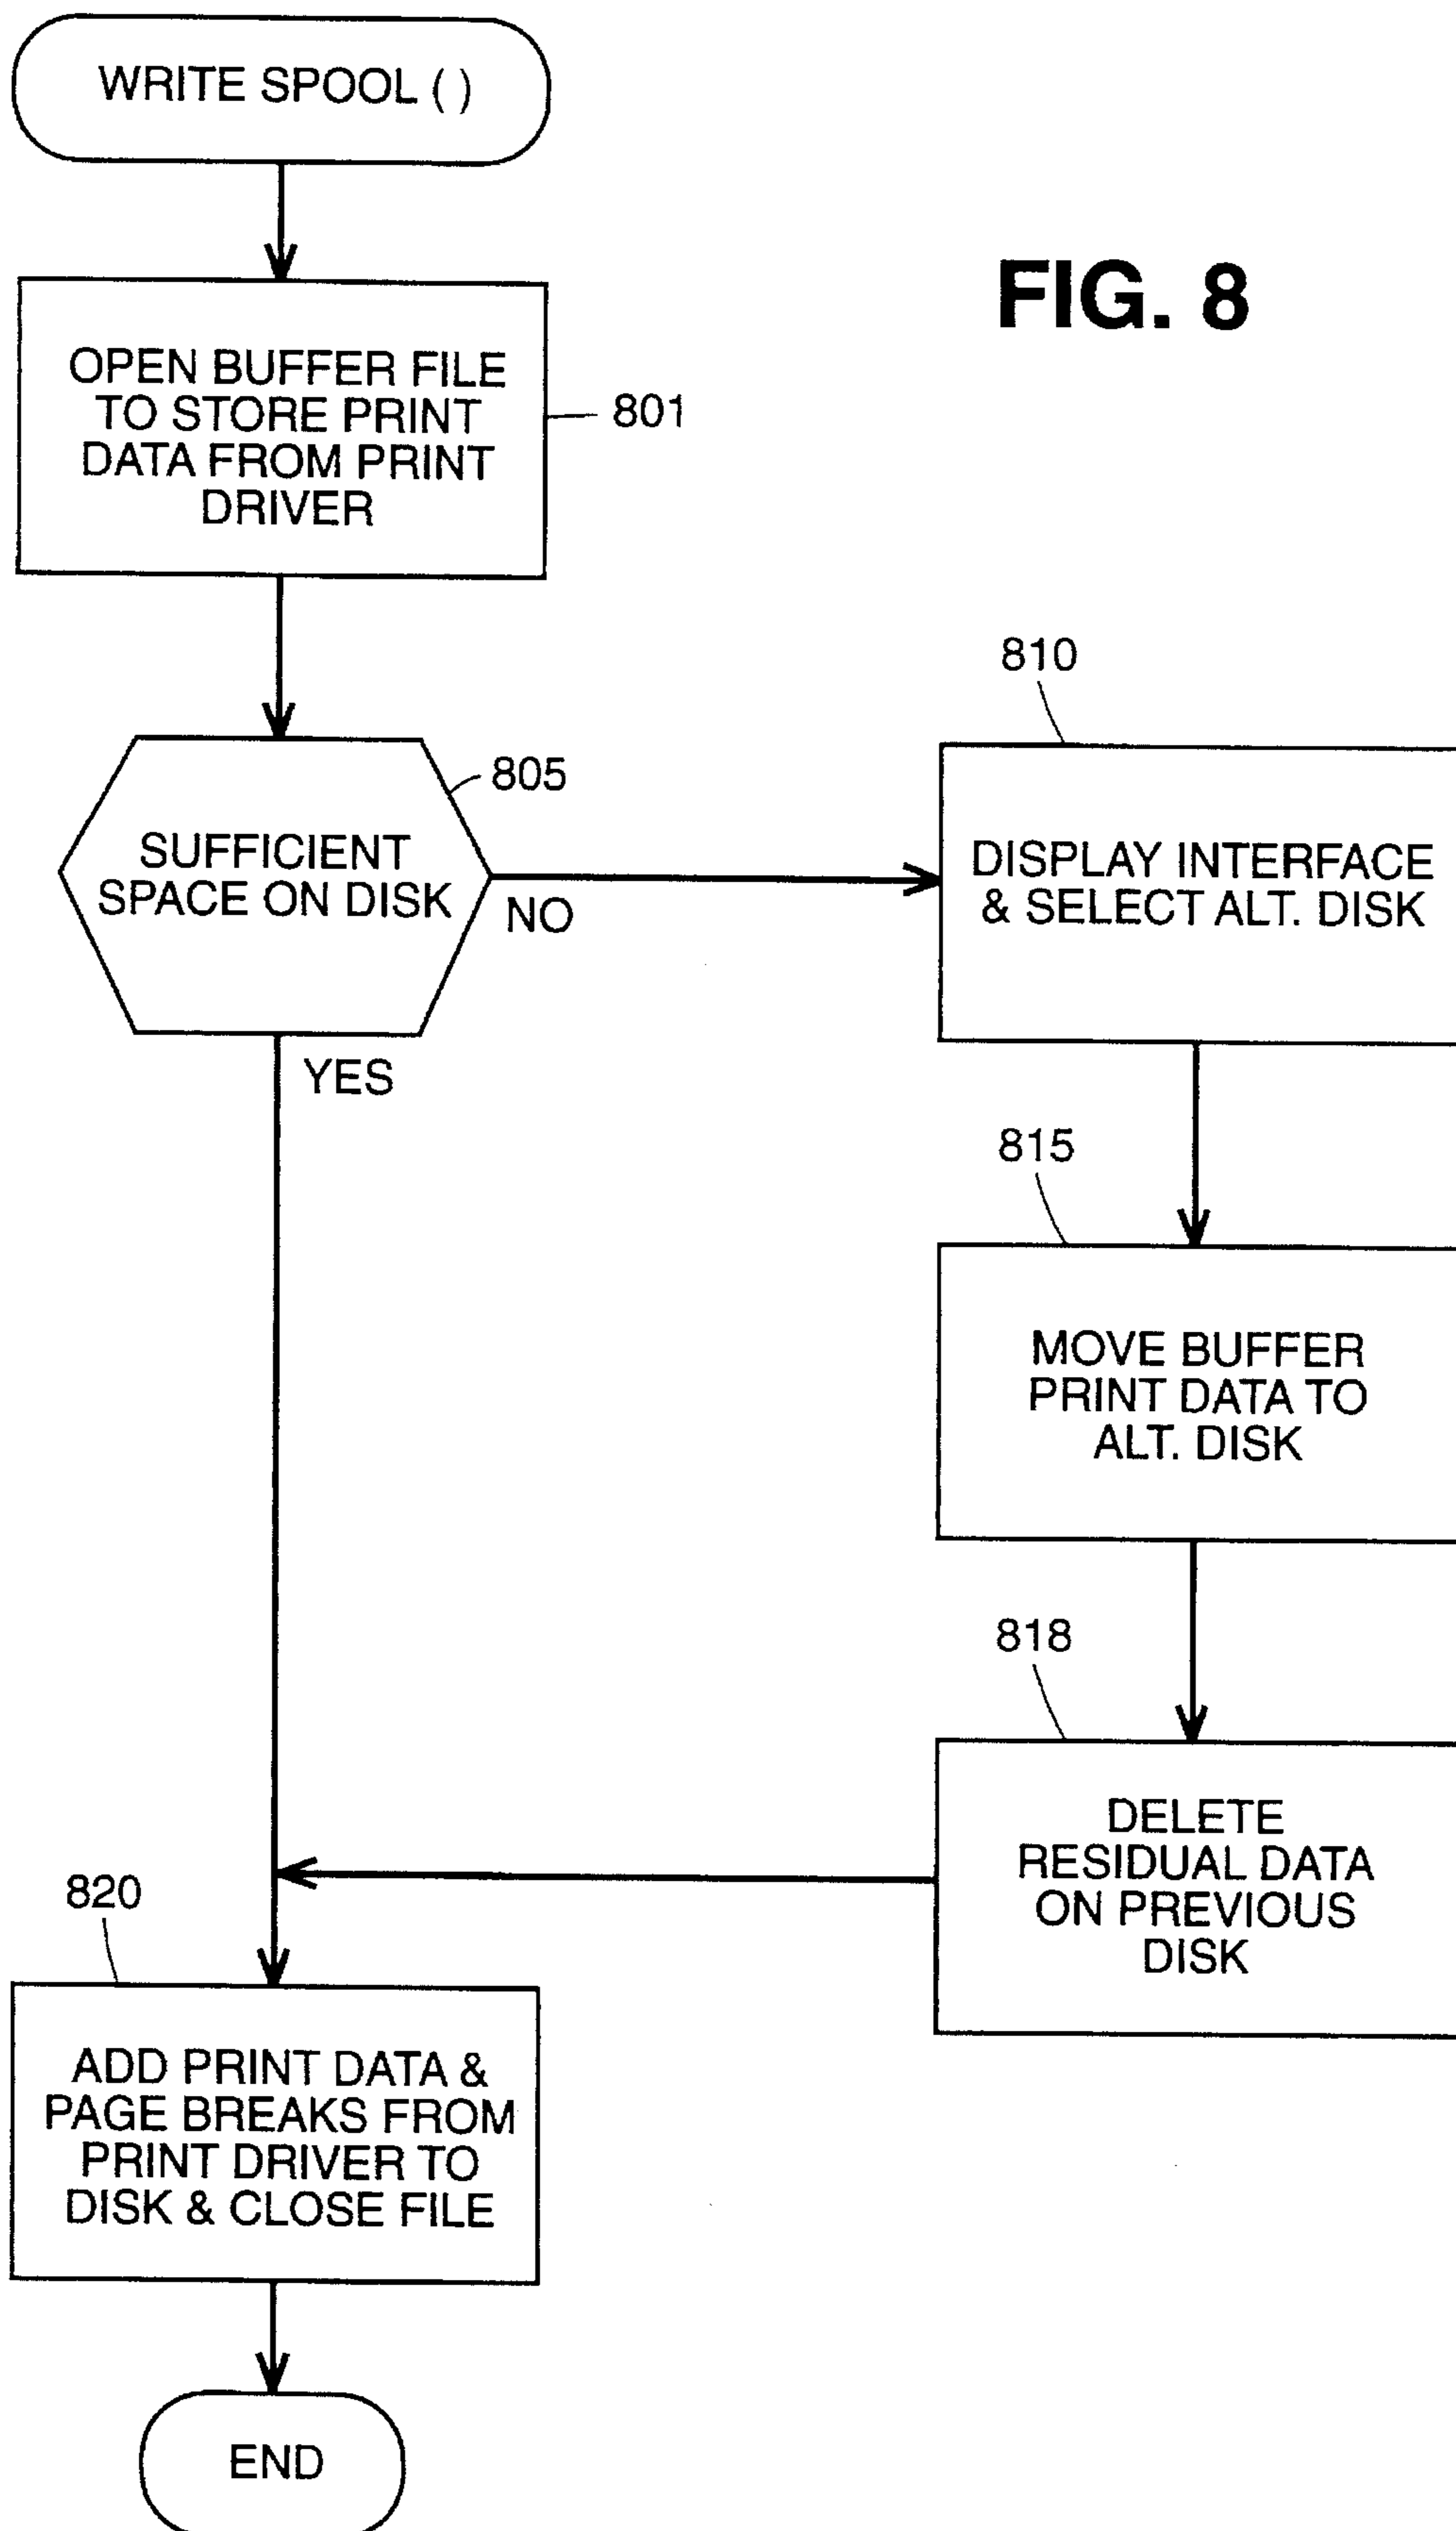 WRITE SPOOL ( )
FIG. 8
OPEN BUFFER FILE
TO STORE PRINT
DATA FROM PRINT
DRIVER
801
805
SUFFICIENT
SPACE ON DISK
NO
YES
810
DISPLAY INTERFACE
& SELECT ALT. DISK
815
MOVE BUFFER
PRINT DATA TO
ALT. DISK
818
DELETE
RESIDUAL DATA
ON PREVIOUS
DISK
820
ADD PRINT DATA &
PAGE BREAKS FROM
PRINT DRIVER TO
DISK & CLOSE FILE
END